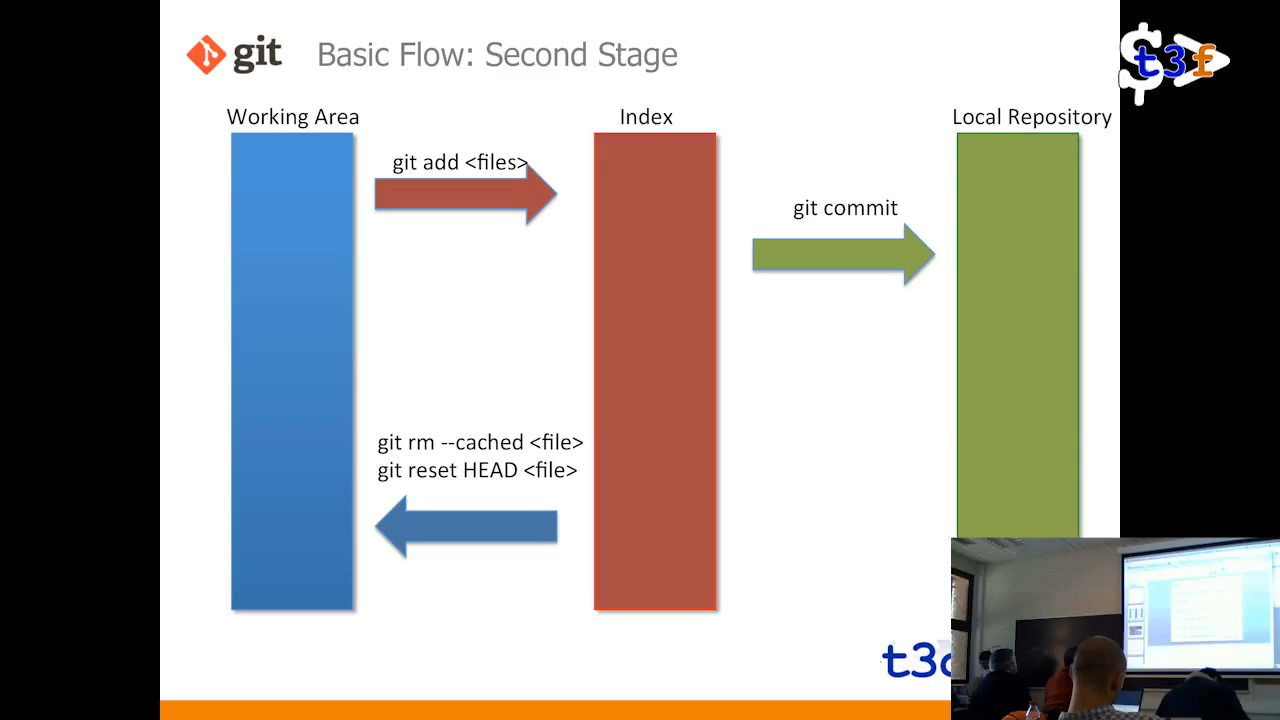 git
Basic Flow: Second Stage
$ t3f
Working Area
Index
Local Repository
git add <files>
git commit
git rm --cached <file>
git reset HEAD <file>